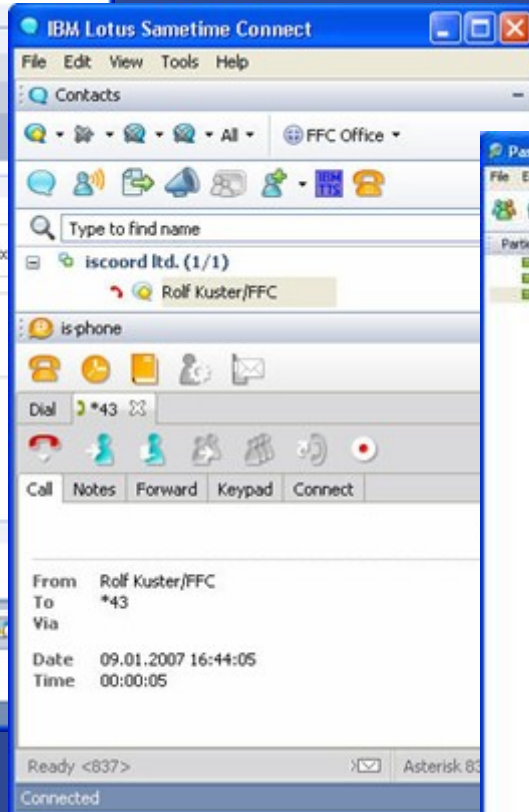 IBM Lotus Sametime Connect
File Edit View Tools Help
Contacts
All FFC Office
IBM TTS
Type to find name
iscoord ltd. (1/1)
Rolf Kuster/FFC
is-phone
Dial *43
Call Notes Forward Keypad Connect
From Rolf Kuster/FFC
To *43
Via
Date 09.01.2007 16:44:05
Time 00:00:05
Ready <837> Asterisk
Connected
File